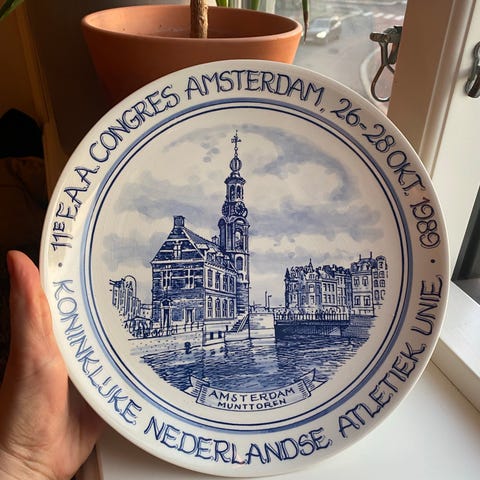 11E E.A.A. CONGRES AMSTERDAM, 26-28 OKT. 1989
KONINKLIJKE NEDERLANDSE ATLETIEK UNIE
AMSTERDAM
MUNTTOREN